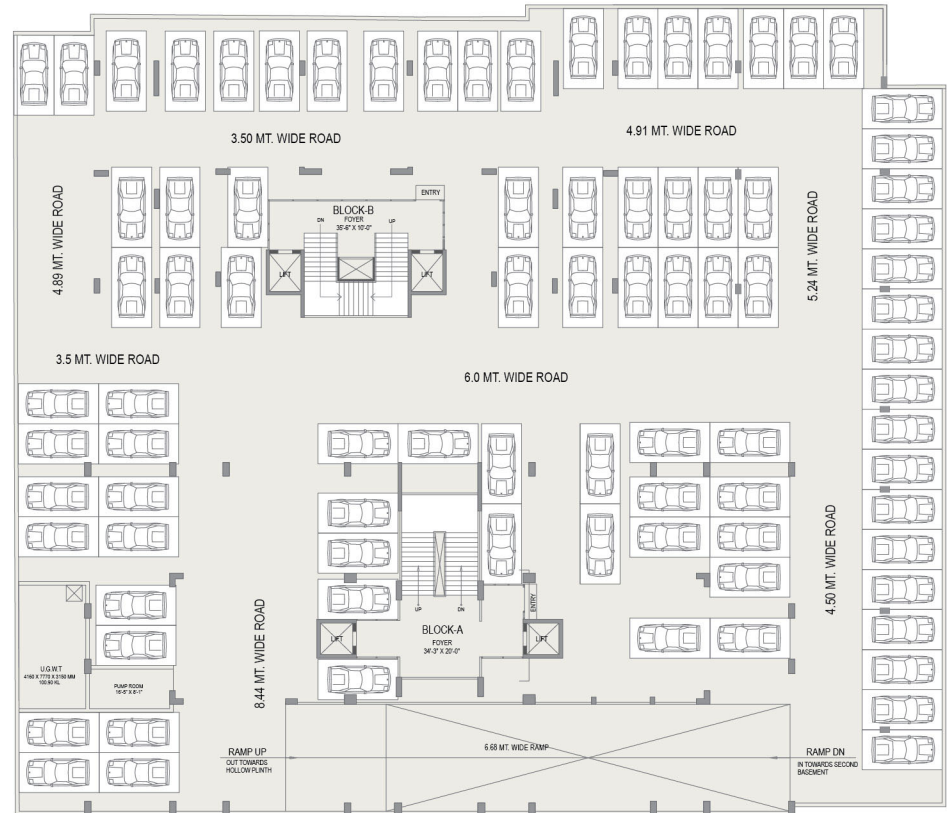 3.50 MT. WIDE ROAD
4.91 MT. WIDE ROAD
4.89 MT. WIDE ROAD
ENTRY
BLOCK-B
FOYER
35'-6" X 10'-0"
DN
UP
LIFT
LIFT
5.24 MT. WIDE ROAD
3.5 MT. WIDE ROAD
6.0 MT. WIDE ROAD
4.50 MT. WIDE ROAD
8.44 MT. WIDE ROAD
UP
DN
ENTRY
LIFT
BLOCK-A
FOYER
34'-3" X 20'-0"
LIFT
U.G.W.T
4160 X 7770 X 3150 MM
100.90 KL
PUMP ROOM
16'-5" X 8'-1"
RAMP UP
OUT TOWARDS
HOLLOW PLINTH
6.68 MT. WIDE RAMP
RAMP DN
IN TOWARDS SECOND
BASEMENT